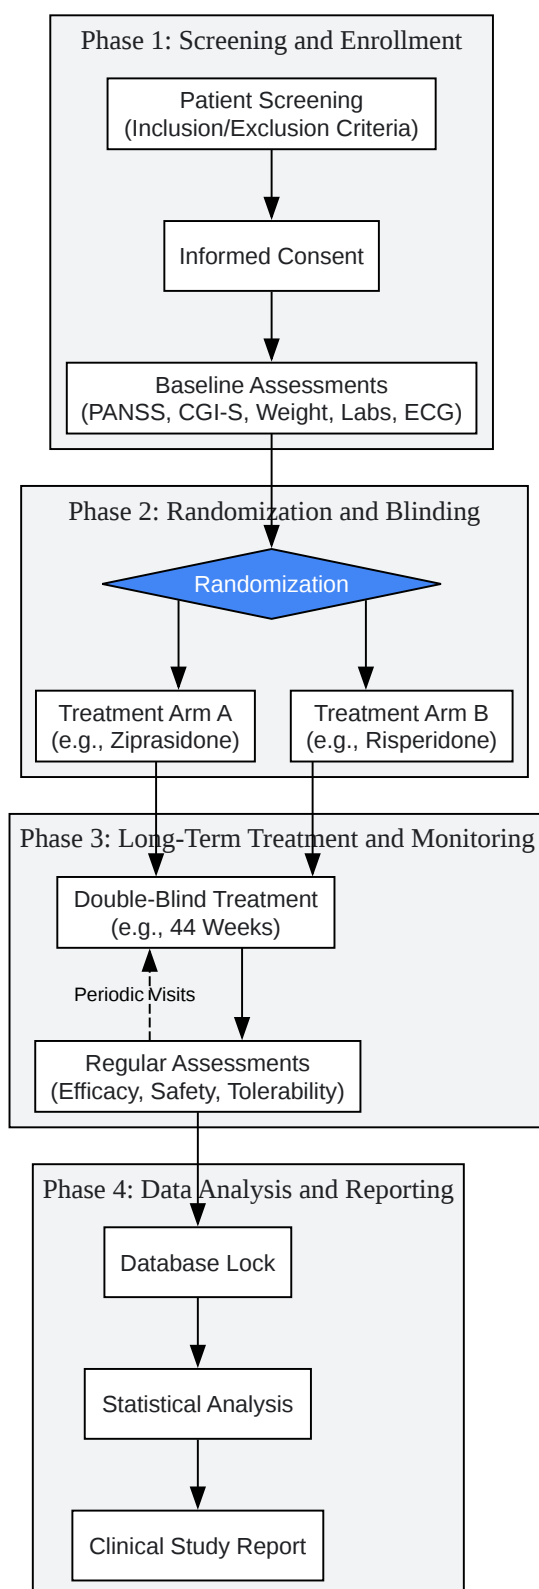 Phase 1: Screening and Enrollment
Patient Screening
(Inclusion/Exclusion Criteria)
Informed Consent
Baseline Assessments
(PANSS, CGI-S, Weight, Labs, ECG)
Phase 2: Randomization and Blinding
Randomization
Treatment Arm A
(e.g., Ziprasidone)
Treatment Arm B
(e.g., Risperidone)
Phase 3: Long-Term Treatment and Monitoring
Double-Blind Treatment
(e.g., 44 Weeks)
Periodic Visits
Regular Assessments
(Efficacy, Safety, Tolerability)
Phase 4: Data Analysis and Reporting
Database Lock
Statistical Analysis
Clinical Study Report